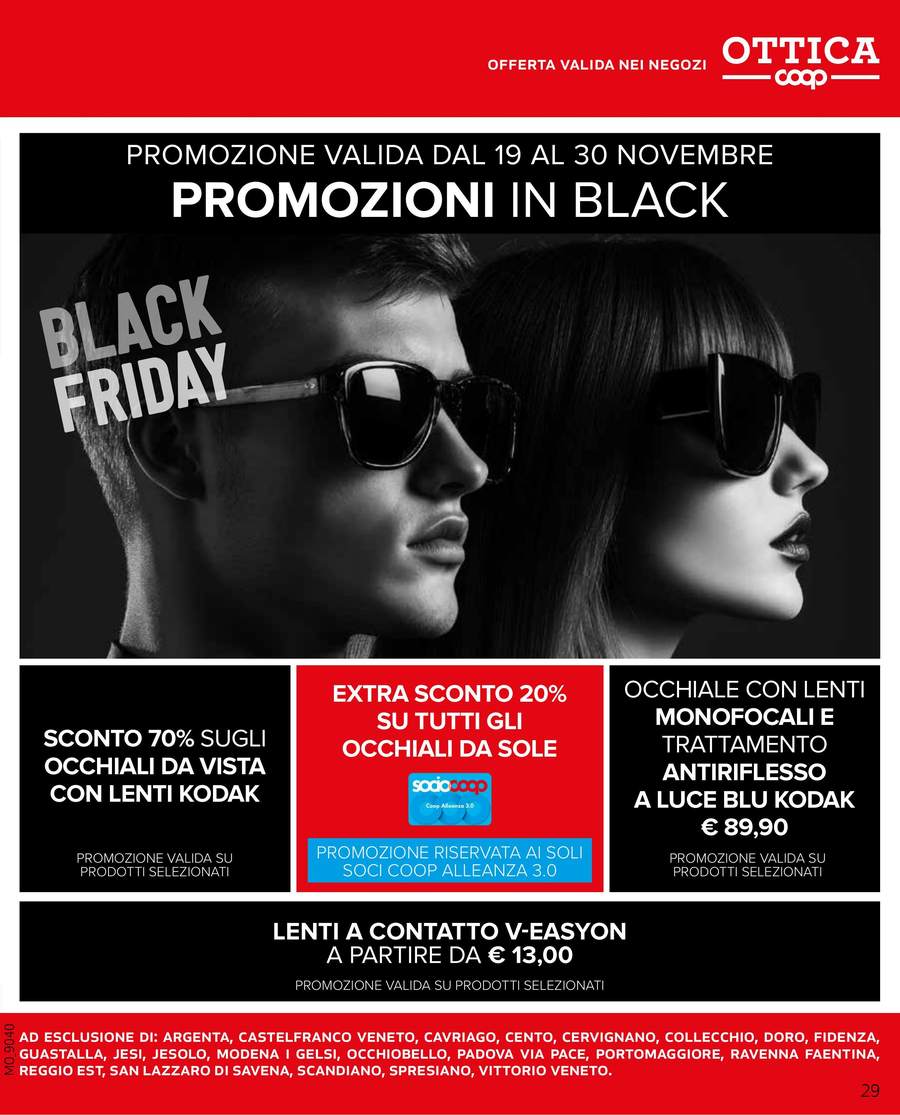 OFFERTA VALIDA NEI NEGOZI
OTTICA
coop
PROMOZIONE VALIDA DAL 19 AL 30 NOVEMBRE
PROMOZIONI IN BLACK
BLACK
FRIDAY
SCONTO 70% SUGLI
OCCHIALI DA VISTA
CON LENTI KODAK
PROMOZIONE VALIDA SU
PRODOTTI SELEZIONATI
EXTRA SCONTO 20%
SU TUTTI GLI
OCCHIALI DA SOLE
sociocoop
Coop Alleanza 3.0
PROMOZIONE RISERVATA AI SOLI
SOCI COOP ALLEANZA 3.0
OCCHIALE CON LENTI
MONOFOCALI E
TRATTAMENTO
ANTIRIFLESSO
A LUCE BLU KODAK
€ 89,90
PROMOZIONE VALIDA SU
PRODOTTI SELEZIONATI
LENTI A CONTATTO V-EASYON
A PARTIRE DA € 13,00
PROMOZIONE VALIDA SU PRODOTTI SELEZIONATI
MO.9040
AD ESCLUSIONE DI: ARGENTA, CASTELFRANCO VENETO, CAVRIAGO, CENTO, CERVIGNANO, COLLECCHIO, DORO, FIDENZA,
GUASTALLA, JESI, JESOLO, MODENA I GELSI, OCCHIOBELLO, PADOVA VIA PACE, PORTOMAGGIORE, RAVENNA FAENTINA,
REGGIO EST, SAN LAZZARO DI SAVENA, SCANDIANO, SPRESIANO, VITTORIO VENETO.
29